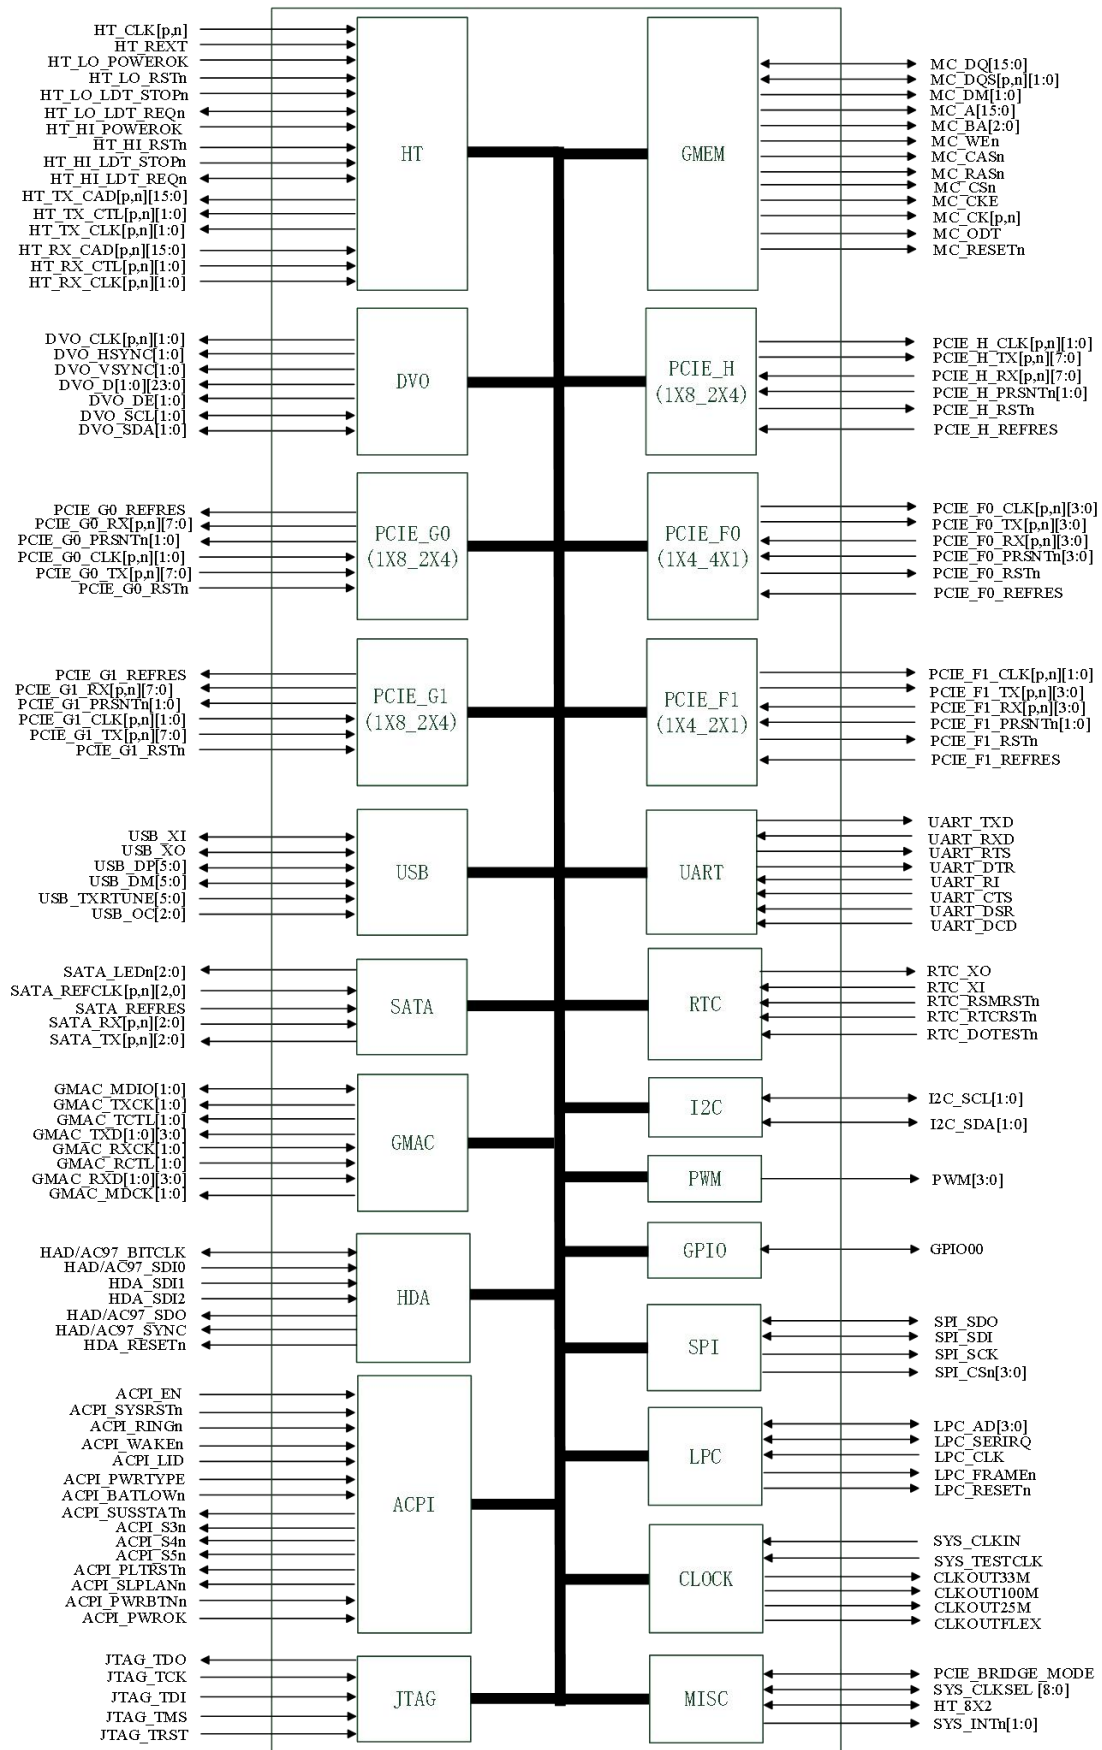 HT_CLK[p,n]
HT_REXT
HT_LO_POWEROK
HT_LO_RSTn
HT_LO_LDT_STOPn
HT_LO_LDT_REQn
HT_HI_POWEROK
HT_HI_RSTn
HT_HI_LDT_STOPn
HT_HI_LDT_REQn
HT_TX_CAD[p,n][15:0]
HT_TX_CTL[p,n][1:0]
HT_TX_CLK[p,n][1:0]
HT_RX_CAD[p,n][15:0]
HT_RX_CTL[p,n][1:0]
HT_RX_CLK[p,n][1:0]
HT
GMEM
MC_DQ[15:0]
MC_DQS[p,n][1:0]
MC_DM[1:0]
MC_A[15:0]
MC_BA[2:0]
MC_WEn
MC_CASn
MC_RASn
MC_CSn
MC_CKE
MC_CK[p,n]
MC_ODT
MC_RESETn
DVO_CLK[p,n][1:0]
DVO_HSYNC[1:0]
DVO_VSYNC[1:0]
DVO_D[1:0][23:0]
DVO_DE[1:0]
DVO_SCL[1:0]
DVO_SDA[1:0]
DVO
PCIE_H
(1X8_2X4)
PCIE_H_CLK[p,n][1:0]
PCIE_H_TX[p,n][7:0]
PCIE_H_RX[p,n][7:0]
PCIE_H_PRSNTn[1:0]
PCIE_H_RSTn
PCIE_H_REFRES
PCIE_G0_REFRES
PCIE_G0_RX[p,n][7:0]
PCIE_G0_PRSNTn[1:0]
PCIE_G0_CLK[p,n][1:0]
PCIE_G0_TX[p,n][7:0]
PCIE_G0_RSTn
PCIE_G0
(1X8_2X4)
PCIE_F0
(1X4_4X1)
PCIE_F0_CLK[p,n][3:0]
PCIE_F0_TX[p,n][3:0]
PCIE_F0_RX[p,n][3:0]
PCIE_F0_PRSNTn[3:0]
PCIE_F0_RSTn
PCIE_F0_REFRES
PCIE_G1_REFRES
PCIE_G1_RX[p,n][7:0]
PCIE_G1_PRSNTn[1:0]
PCIE_G1_CLK[p,n][1:0]
PCIE_G1_TX[p,n][7:0]
PCIE_G1_RSTn
PCIE_G1
(1X8_2X4)
PCIE_F1
(1X4_2X1)
PCIE_F1_CLK[p,n][1:0]
PCIE_F1_TX[p,n][3:0]
PCIE_F1_RX[p,n][3:0]
PCIE_F1_PRSNTn[1:0]
PCIE_F1_RSTn
PCIE_F1_REFRES
USB_XI
USB_XO
USB_DP[5:0]
USB_DM[5:0]
USB_TXRTUNE[5:0]
USB_OC[2:0]
USB
UART
UART_TXD
UART_RXD
UART_RTS
UART_DTR
UART_RI
UART_CTS
UART_DSR
UART_DCD
SATA_LEDn[2:0]
SATA_REFCLK[p,n][2,0]
SATA_REFRES
SATA_RX[p,n][2:0]
SATA_TX[p,n][2:0]
SATA
RTC
RTC_XO
RTC_XI
RTC_RSMRSTn
RTC_RTCRSTn
RTC_DOTESTn
GMAC_MDIO[1:0]
GMAC_TXCK[1:0]
GMAC_TCTL[1:0]
GMAC_TXD[1:0][3:0]
GMAC_RXCK[1:0]
GMAC_RCTL[1:0]
GMAC_RXD[1:0][3:0]
GMAC_MDCK[1:0]
GMAC
I2C
I2C_SCL[1:0]
I2C_SDA[1:0]
PWM
PWM[3:0]
HAD/AC97_BITCLK
HAD/AC97_SDI0
HDA_SDI1
HDA_SDI2
HAD/AC97_SDO
HAD/AC97_SYNC
HDA_RESETn
HDA
GPIO
GPIO00
SPI
SPI_SDO
SPI_SDI
SPI_SCK
SPI_CSn[3:0]
ACPI_EN
ACPI_SYSRSTn
ACPI_RINGn
ACPI_WAKEn
ACPI_LID
ACPI_PWRTYPE
ACPI_BATLOWn
ACPI_SUSSTATn
ACPI_S3n
ACPI_S4n
ACPI_S5n
ACPI_PLTRSTn
ACPI_SLPLANn
ACPI_PWRBTNn
ACPI_PWROK
ACPI
LPC
LPC_AD[3:0]
LPC_SERIRQ
LPC_CLK
LPC_FRAMEn
LPC_RESETn
CLOCK
SYS_CLKIN
SYS_TESTCLK
CLKOUT33M
CLKOUT100M
CLKOUT25M
CLKOUTFLEX
JTAG_TDO
JTAG_TCK
JTAG_TDI
JTAG_TMS
JTAG_TRST
JTAG
MISC
PCIE_BRIDGE_MODE
SYS_CLKSEL [8:0]
HT_8X2
SYS_INTn[1:0]